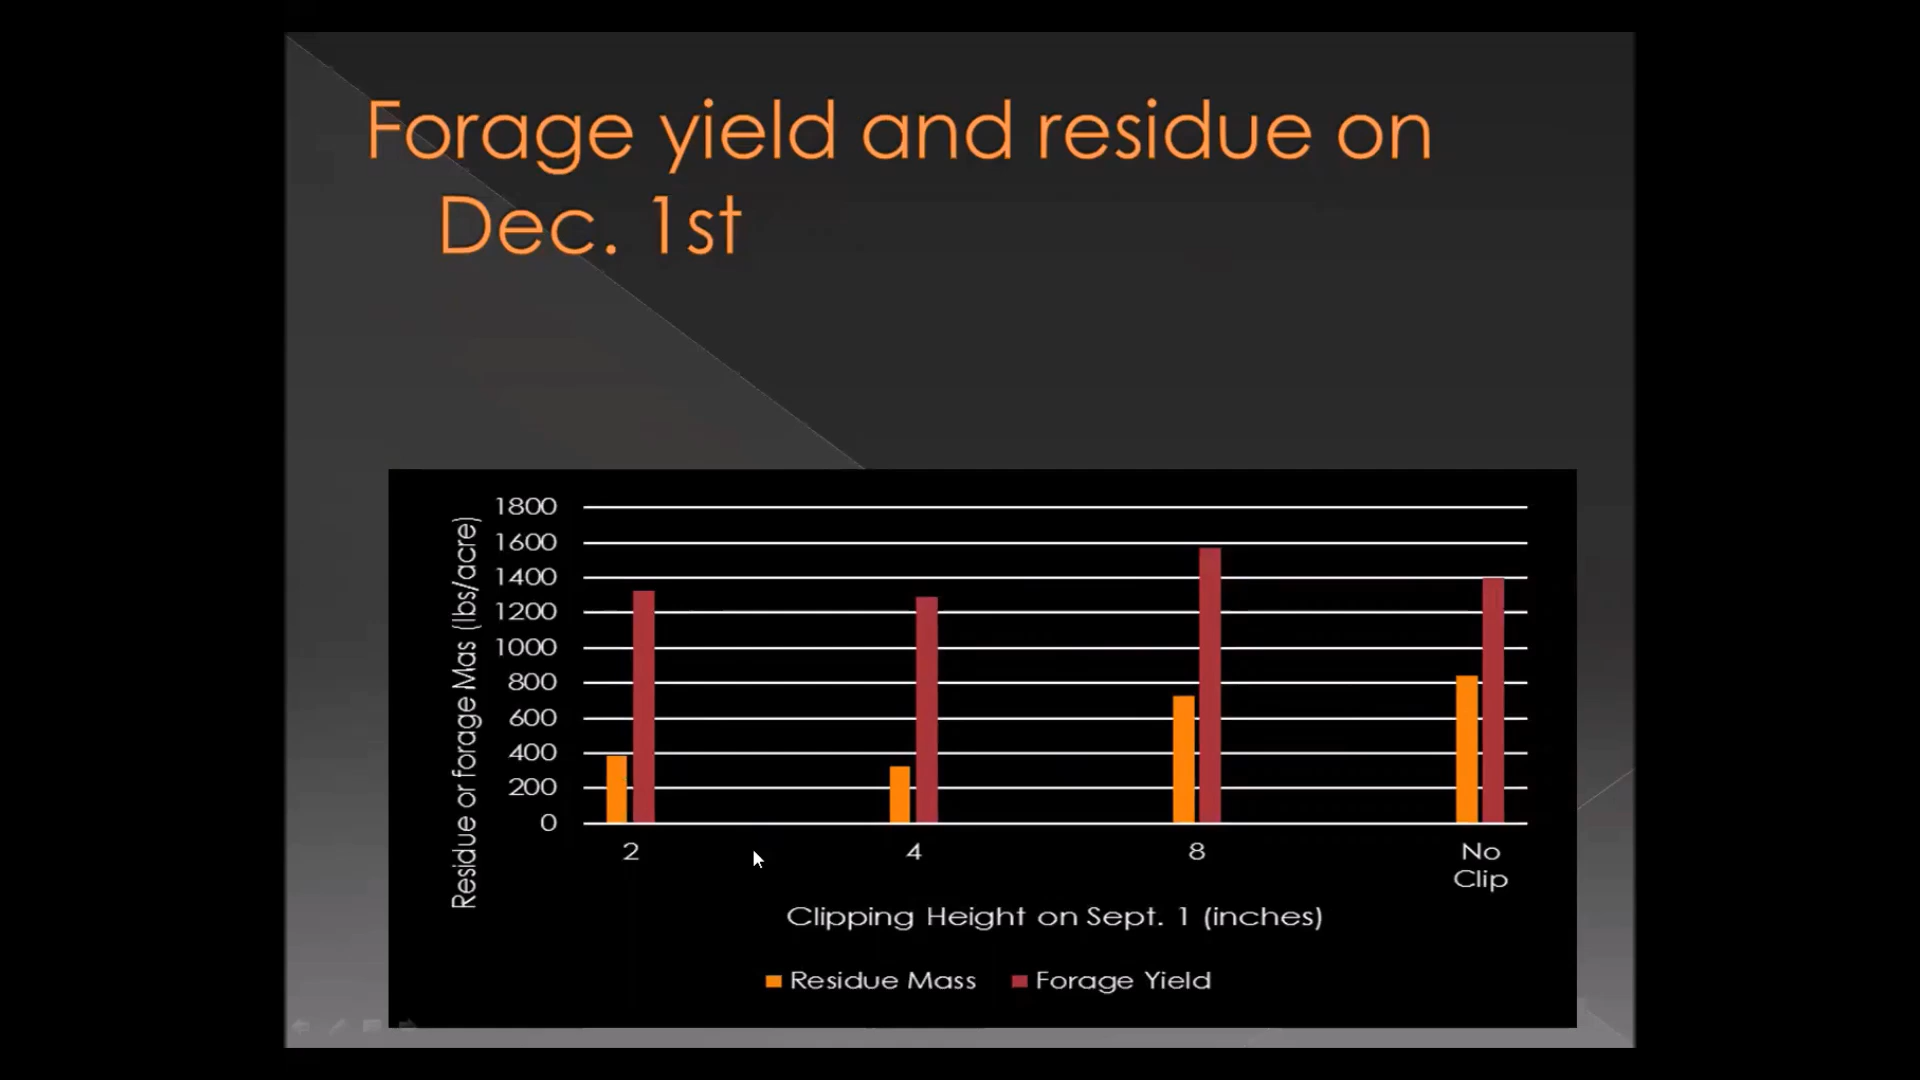 Forage yield and residue on
Dec. 1st
Residue or forage Mas (lbs/acre)
1800
1600
1400
1200
1000
800
600
400
200
0
2 4 8 No
Clip
Clipping Height on Sept. 1 (inches)
Residue Mass Forage Yield